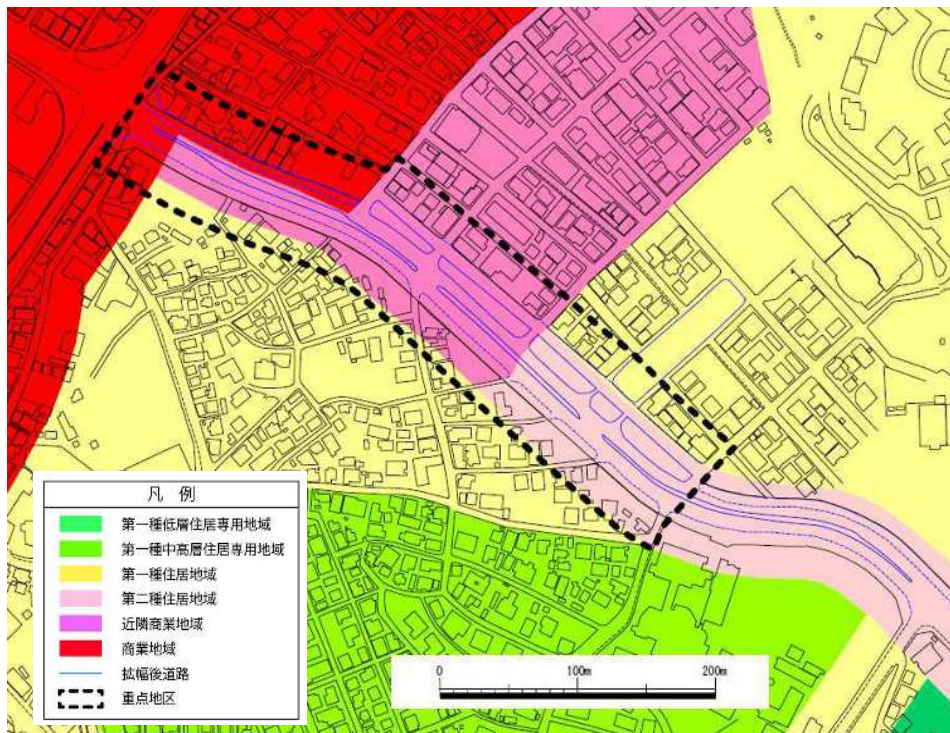 凡 例
第一種低層住居専用地域
第一種中高層住居専用地域
第一種住居地域
第二種住居地域
近隣商業地域
商業地域
拡幅後道路
重点地区
0 100m 200m